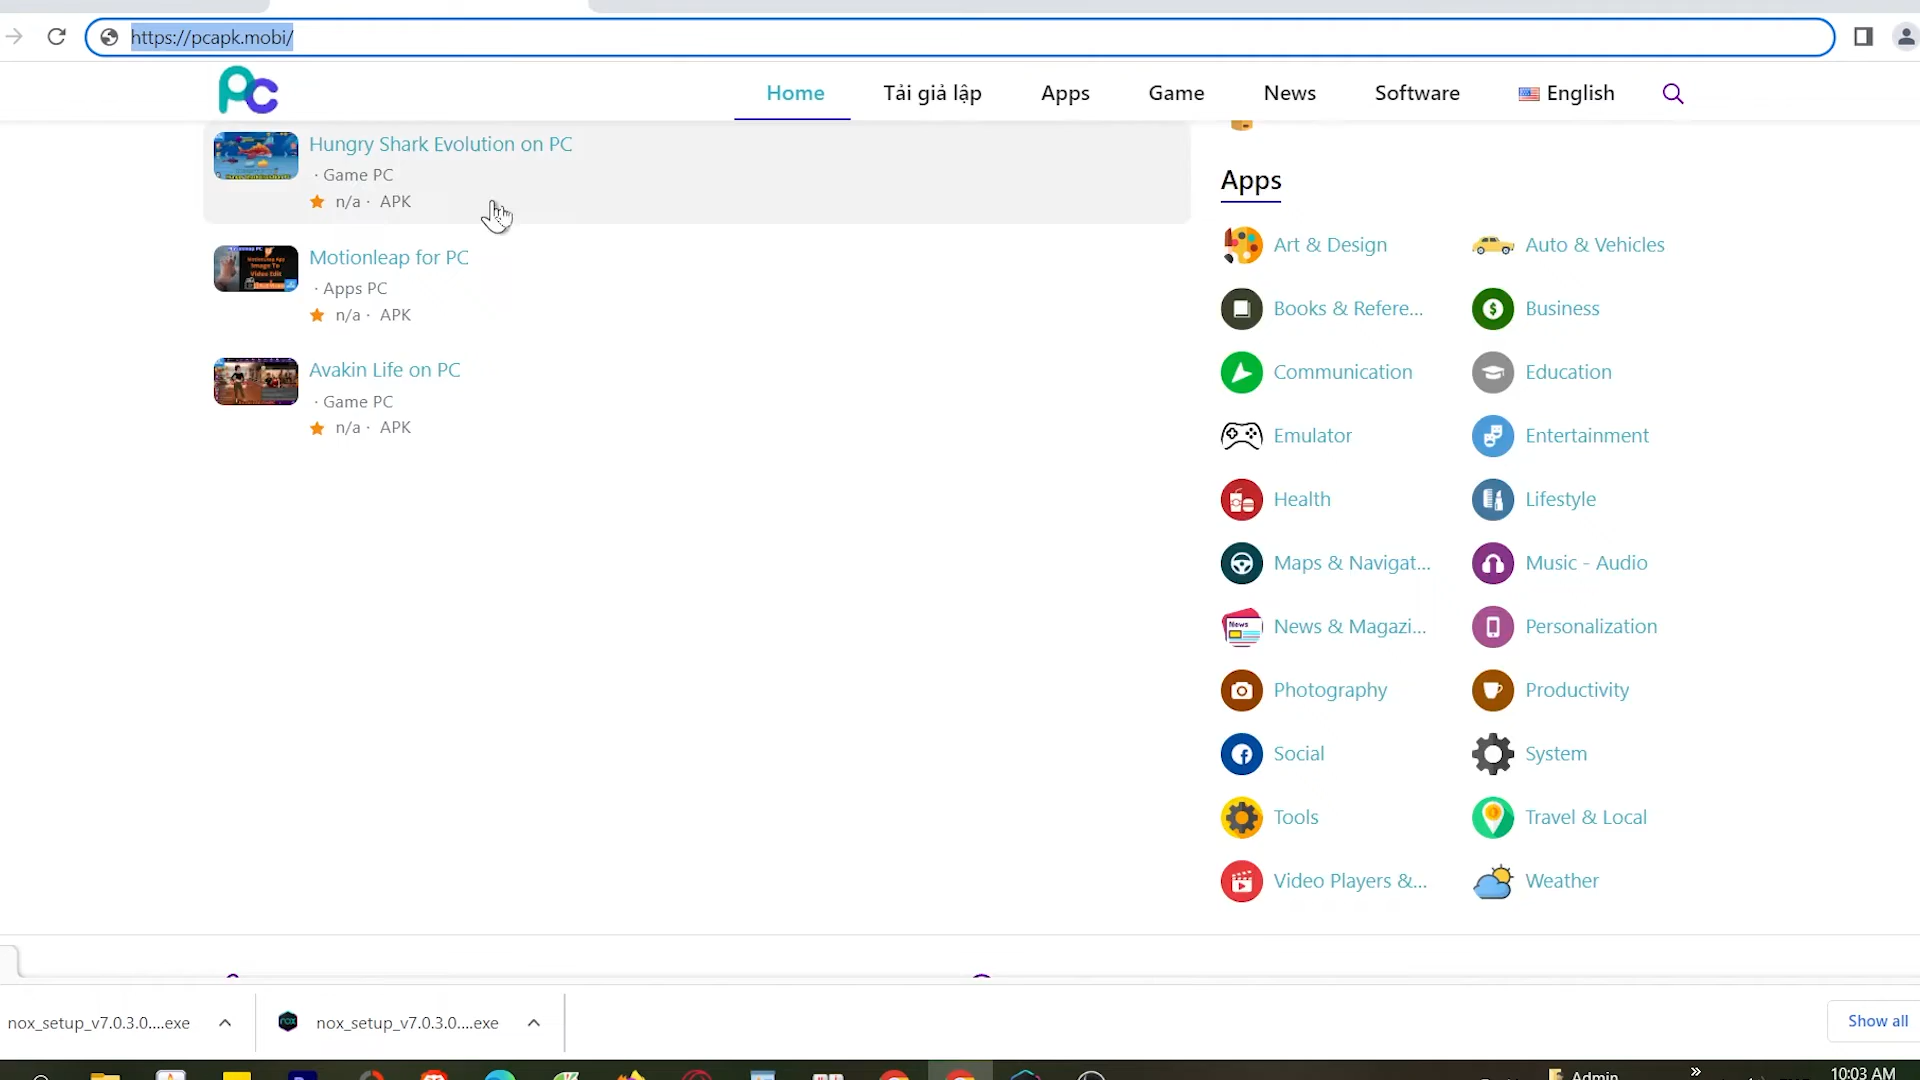 https://pcapk.mobi/
PC
Home
Tải giả lập
Apps
Game
News
Software
English
Hungry Shark Evolution on PC
· Game PC
n/a · APK
Motionleap for PC
· Apps PC
n/a · APK
Avakin Life on PC
· Game PC
n/a · APK
Apps
Art & Design
Auto & Vehicles
Books & Refere...
Business
Communication
Education
Emulator
Entertainment
Health
Lifestyle
Maps & Navigat...
Music - Audio
News & Magazi...
Personalization
Photography
Productivity
Social
System
Tools
Travel & Local
Video Players &...
Weather
nox_setup_v7.0.3.0....exe
nox_setup_v7.0.3.0....exe
Show all
Admin
10:03 AM